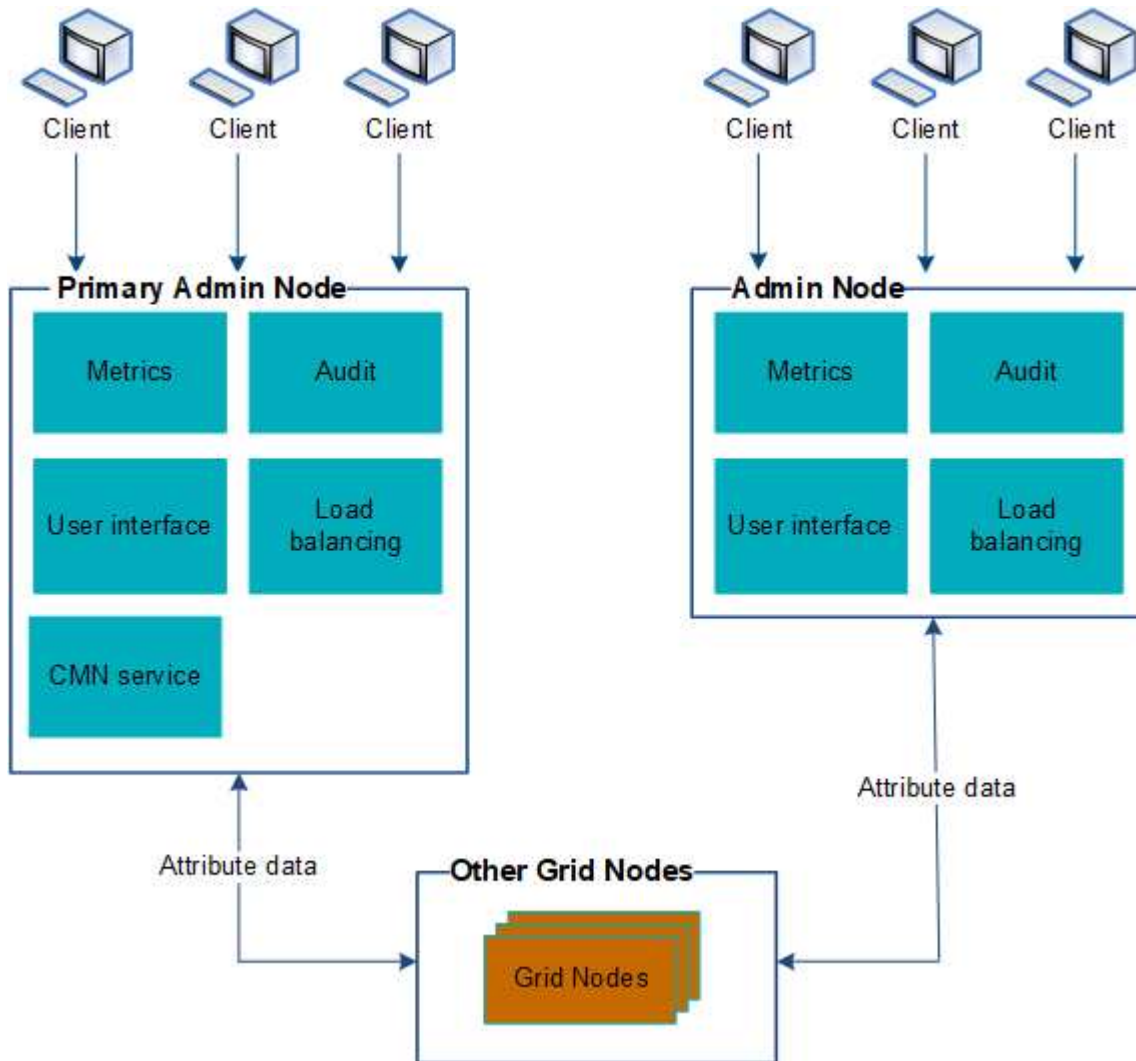 Client
Client
Client
Client
Client
Client
Primary Admin Node
Admin Node
Metrics
Audit
Metrics
Audit
User interface
Load
balancing
User interface
Load
balancing
CMN service
Attribute data
Attribute data
Other Grid Nodes
Grid Nodes